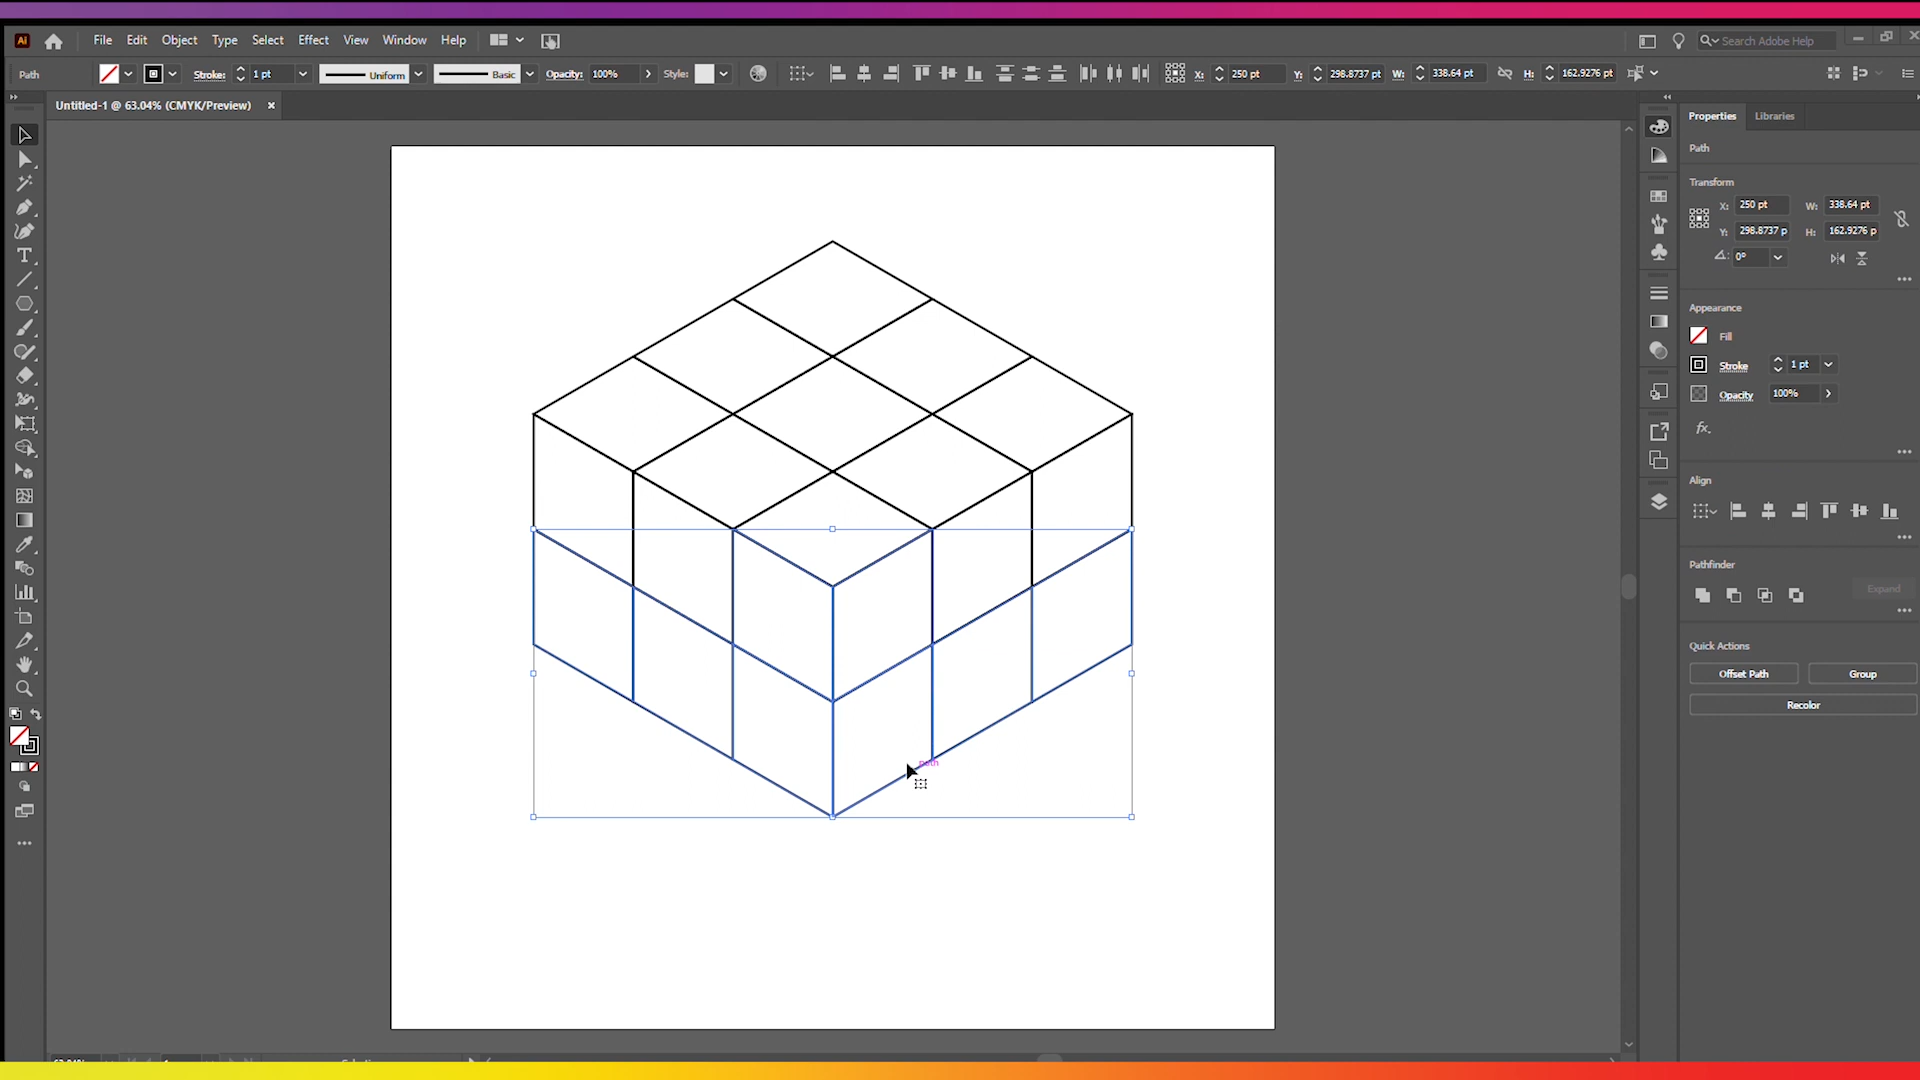 Ai File Edit Object Type Select Effect View Window Help Search Adobe Help
Path Stroke: 1 pt Uniform Basic Opacity: 100% Style: X: 250 pt Y: 298.8737 pt W: 338.64 pt H: 162.9276 pt
Untitled-1 @ 63.04% (CMYK/Preview)
Properties Libraries
Path
Transform
X: 250 pt W: 338.64 pt
Y: 298.8737 p H: 162.9276 p
0°
Appearance
Fill
Stroke 1 pt
Opacity 100%
fx.
Align
Pathfinder
Expand
Quick Actions
Offset Path Group
Recolor
path